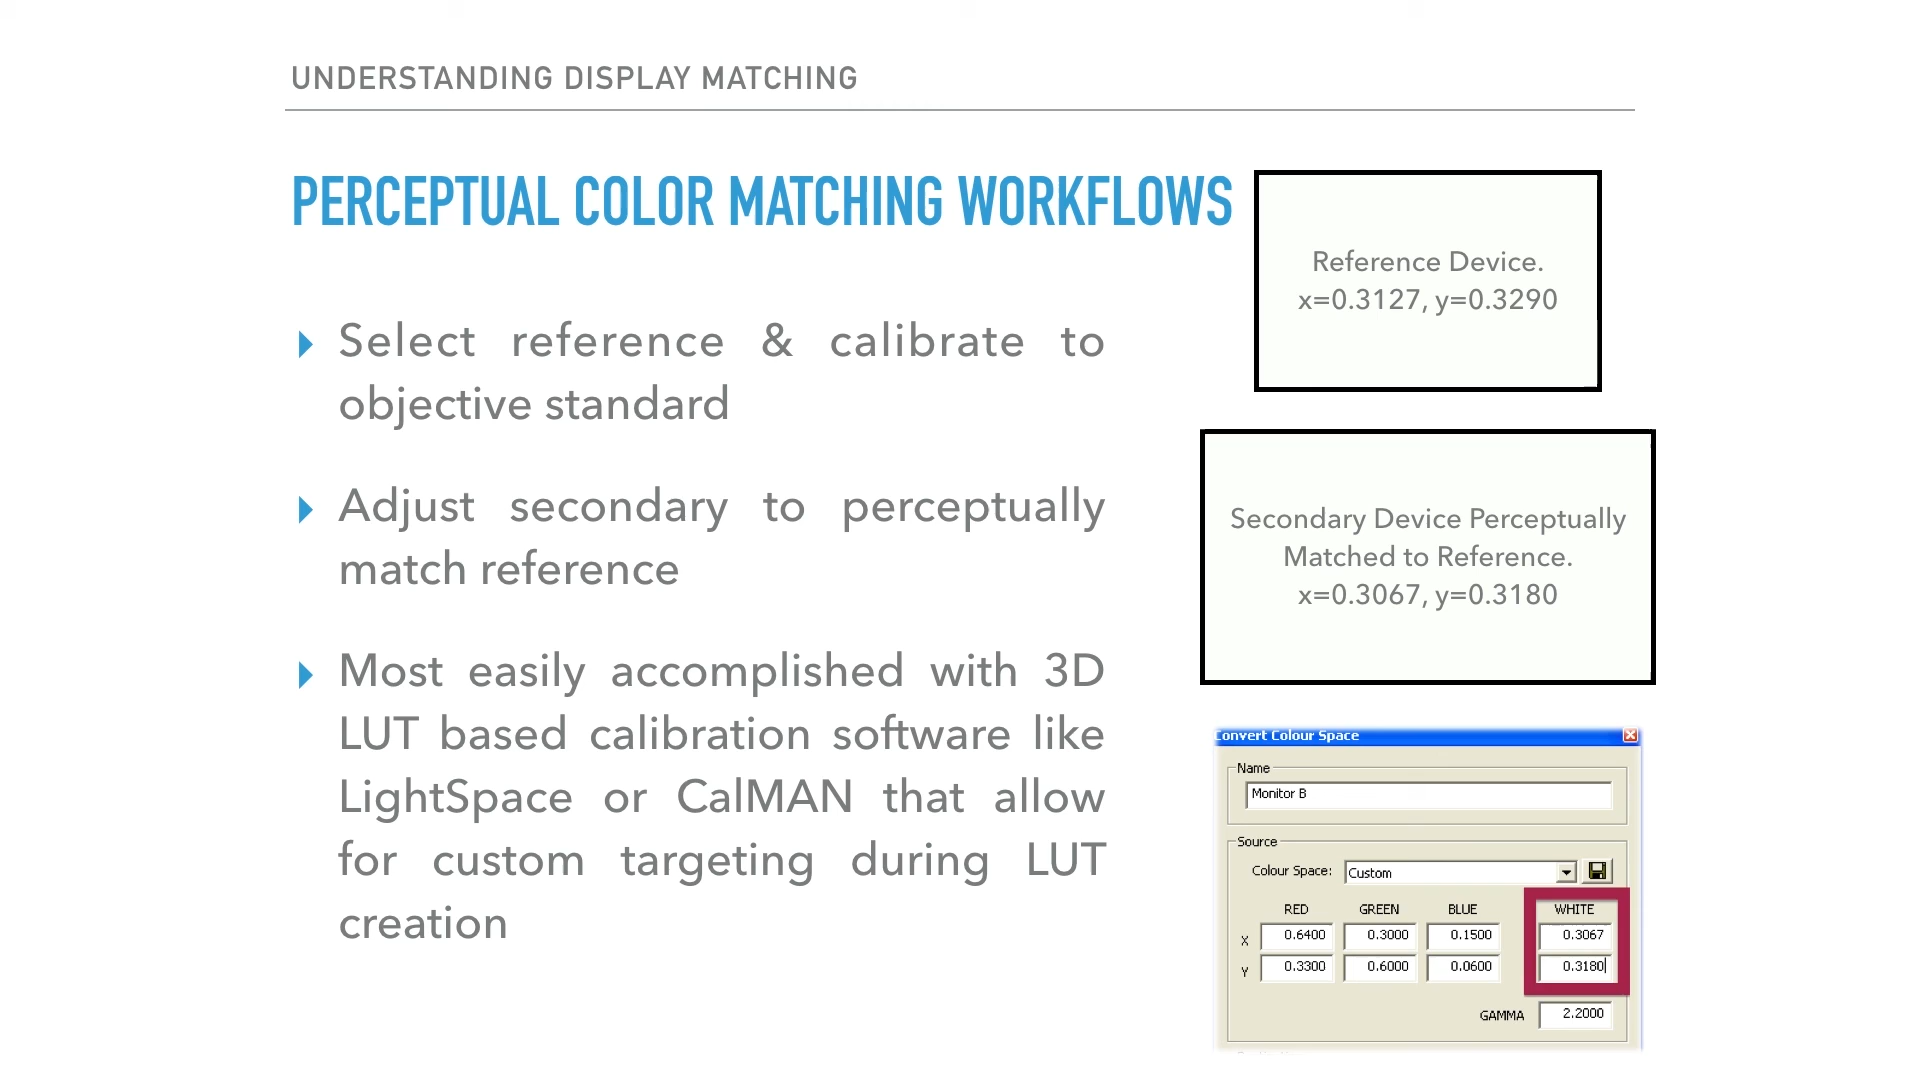 UNDERSTANDING DISPLAY MATCHING
PERCEPTUAL COLOR MATCHING WORKFLOWS
Select reference & calibrate to
objective standard
Adjust secondary to perceptually
match reference
Most easily accomplished with 3D
LUT based calibration software like
LightSpace or CalMAN that allow
for custom targeting during LUT
creation
Reference Device.
x=0.3127, y=0.3290
Secondary Device Perceptually
Matched to Reference.
x=0.3067, y=0.3180
Convert Colour Space
Name
Monitor B
Source
Colour Space: Custom
RED GREEN BLUE WHITE
X 0.6400 0.3000 0.1500 0.3067
Y 0.3300 0.6000 0.0600 0.3180
GAMMA 2.2000